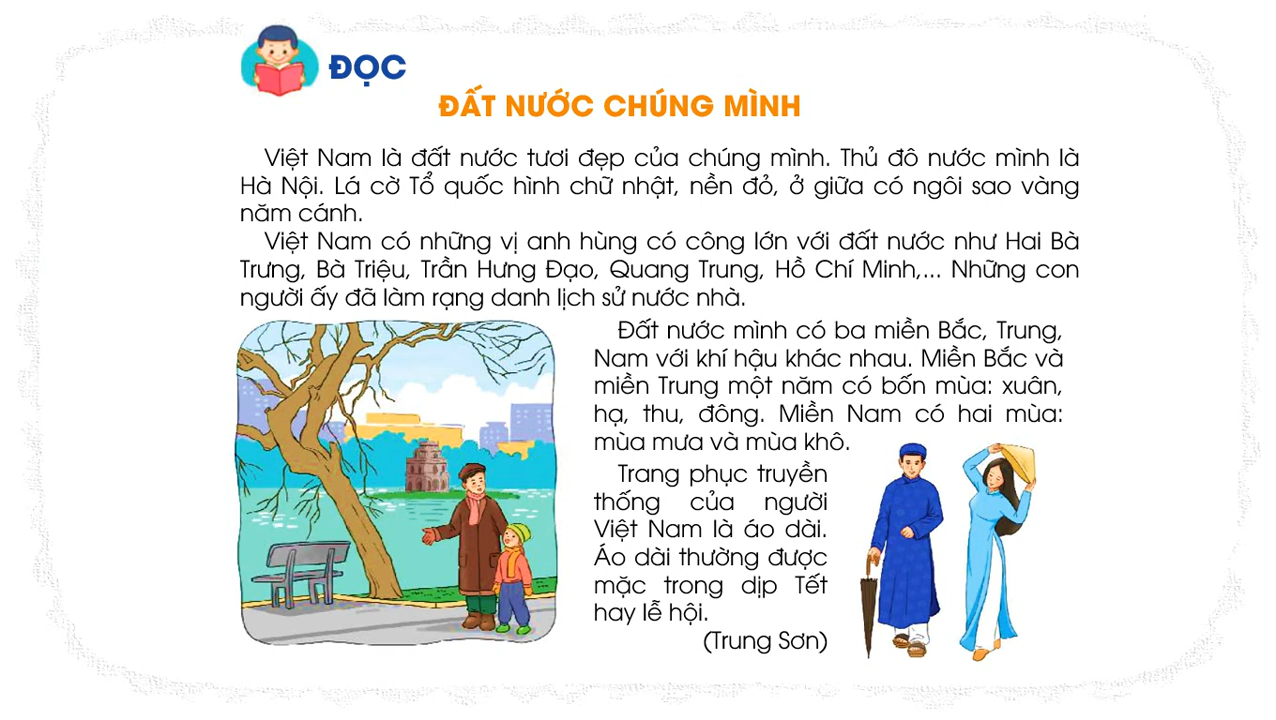 ĐỌC
ĐẤT NƯỚC CHÚNG MÌNH
Việt Nam là đất nước tươi đẹp của chúng mình. Thủ đô nước mình là
Hà Nội. Lá cờ Tổ quốc hình chữ nhật, nền đỏ, ở giữa có ngôi sao vàng
năm cánh.
Việt Nam có những vị anh hùng có công lớn với đất nước như Hai Bà
Trưng, Bà Triệu, Trần Hưng Đạo, Quang Trung, Hồ Chí Minh,... Những con
người ấy đã làm rạng danh lịch sử nước nhà.
Đất nước mình có ba miền Bắc, Trung,
Nam với khí hậu khác nhau. Miền Bắc và
miền Trung một năm có bốn mùa: xuân,
hạ, thu, đông. Miền Nam có hai mùa:
mùa mưa và mùa khô.
Trang phục truyền
thống của người
Việt Nam là áo dài.
Áo dài thường được
mặc trong dịp Tết
hay lễ hội.
(Trung Sơn)